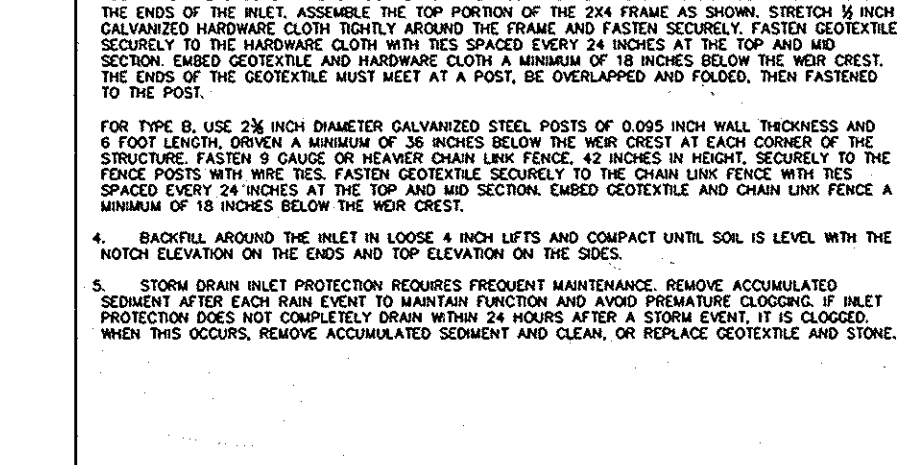 THE ENDS OF THE INLET. ASSEMBLE THE TOP PORTION OF THE 2X4 FRAME AS SHOWN. STRETCH ½ INCH
GALVANIZED HARDWARE CLOTH TIGHTLY AROUND THE FRAME AND FASTEN SECURELY. FASTEN GEOTEXTILE
SECURELY TO THE HARDWARE CLOTH WITH TIES SPACED EVERY 24 INCHES AT THE TOP AND MID
SECTION. EMBED GEOTEXTILE AND HARDWARE CLOTH A MINIMUM OF 18 INCHES BELOW THE WEIR CREST.
THE ENDS OF THE GEOTEXTILE MUST MEET AT A POST, BE OVERLAPPED AND FOLDED, THEN FASTENED
TO THE POST.
FOR TYPE B, USE INCH DIAMETER GALVANIZED STEEL POSTS OF 0.095 INCH WALL THICKNESS AND
6 FOOT LENGTH, DRIVEN A MINIMUM OF 36 INCHES BELOW THE WEIR CREST AT EACH CORNER OF THE
STRUCTURE. FASTEN 9 GAUGE OR HEAVIER CHAIN LINK FENCE, 42 INCHES IN HEIGHT, SECURELY TO THE
FENCE POSTS WITH WIRE TIES. FASTEN GEOTEXTILE SECURELY TO THE CHAIN LINK FENCE WITH TIES
SPACED EVERY 24 INCHES AT THE TOP AND MID SECTION. EMBED GEOTEXTILE AND CHAIN LINK FENCE A
MINIMUM OF 18 INCHES BELOW THE WEIR CREST.
4. BACKFILL AROUND THE INLET IN LOOSE 4 INCH LIFTS AND COMPACT UNTIL SOIL IS LEVEL WITH THE
NOTCH ELEVATION ON THE ENDS AND TOP ELEVATION ON THE SIDES.
5. STORM DRAIN INLET PROTECTION REQUIRES FREQUENT MAINTENANCE. REMOVE ACCUMULATED
SEDIMENT AFTER EACH RAIN EVENT TO MAINTAIN FUNCTION AND AVOID PREMATURE CLOGGING. IF INLET
PROTECTION DOES NOT COMPLETELY DRAIN WITHIN 24 HOURS AFTER A STORM EVENT, IT IS CLOGGED.
WHEN THIS OCCURS, REMOVE ACCUMULATED SEDIMENT AND CLEAN, OR REPLACE GEOTEXTILE AND STONE.